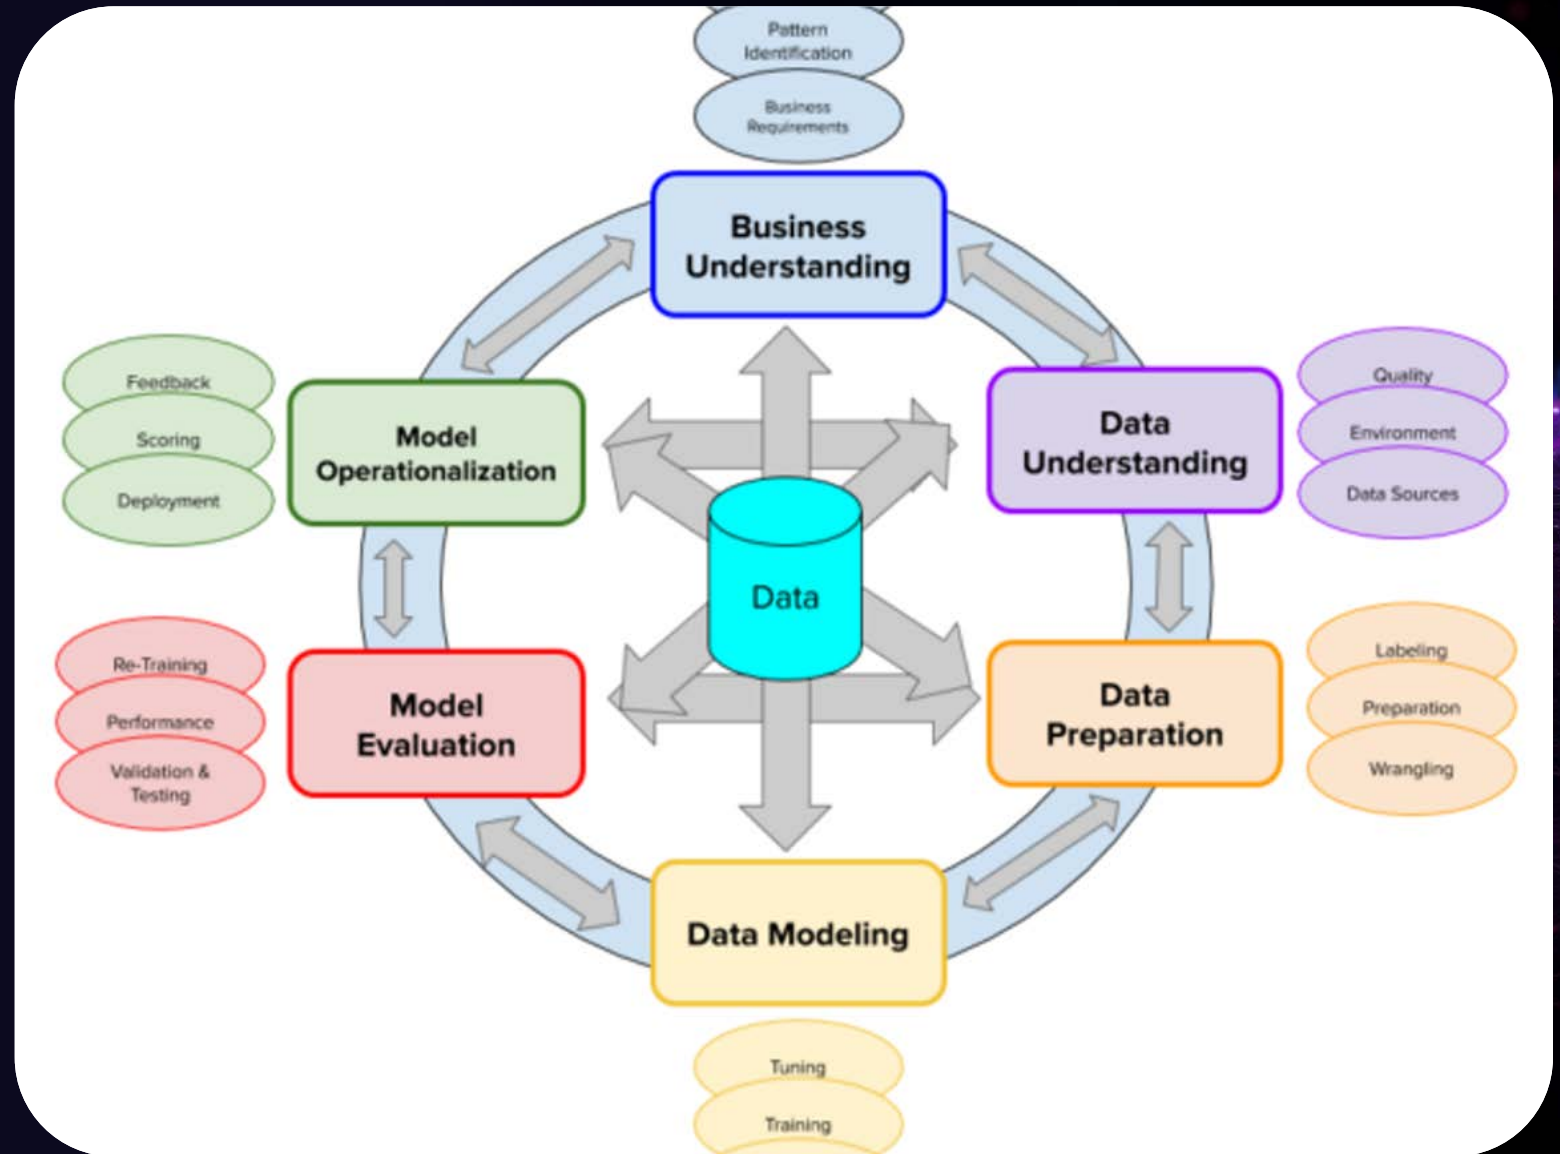 Pattern
Identification
Business
Requirements
Business
Understanding
Feedback
Scoring
Deployment
Model
Operationalization
Data
Understanding
Quality
Environment
Data Sources
Data
Re-Training
Performance
Validation &
Testing
Model
Evaluation
Data
Preparation
Labeling
Preparation
Wrangling
Data Modeling
Tuning
Training